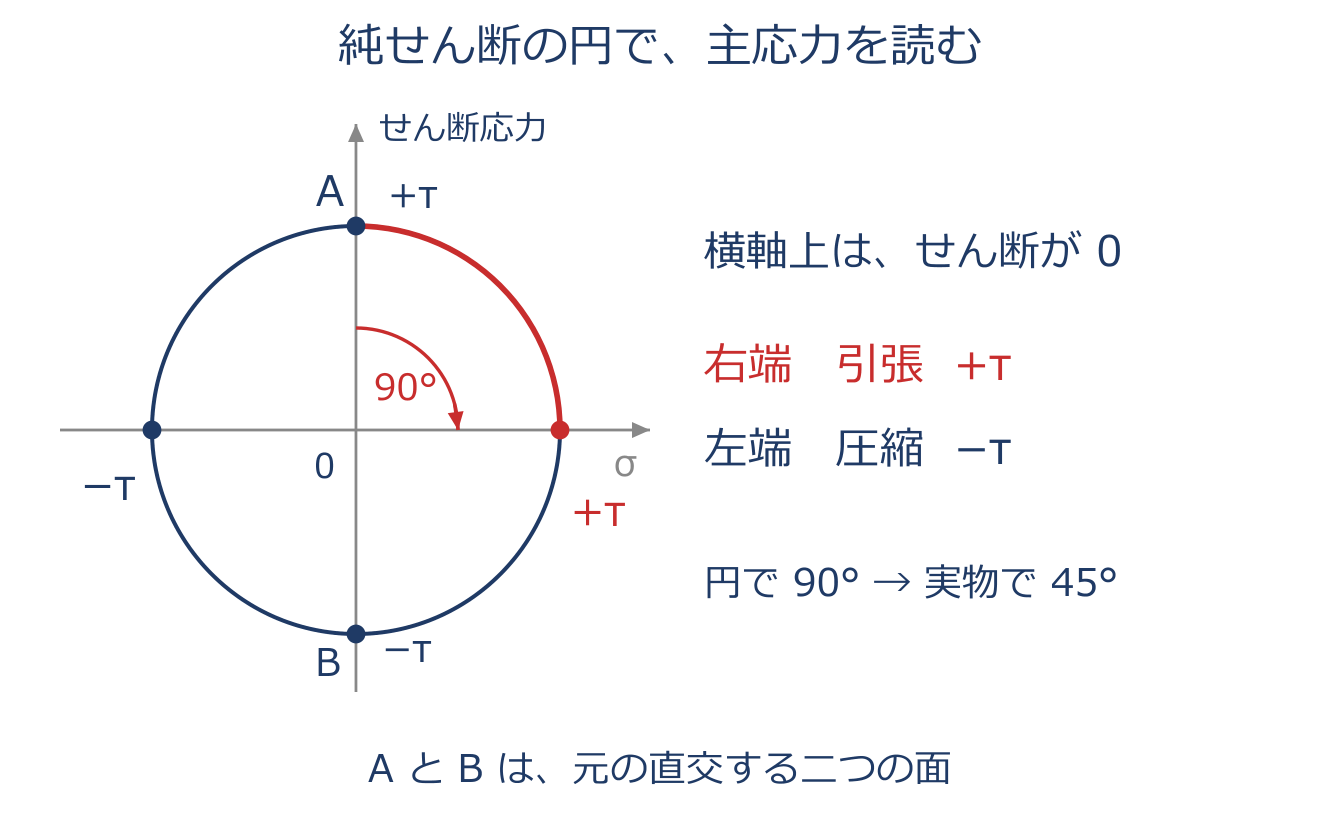 純せん断の円で、主応力を読む
せん断応力
A
+τ
90°
0
σ
−τ
+τ
B
−τ
横軸上は、せん断が 0
右端 引張 +τ
左端 圧縮 −τ
円で 90° → 実物で 45°
A と B は、元の直交する二つの面